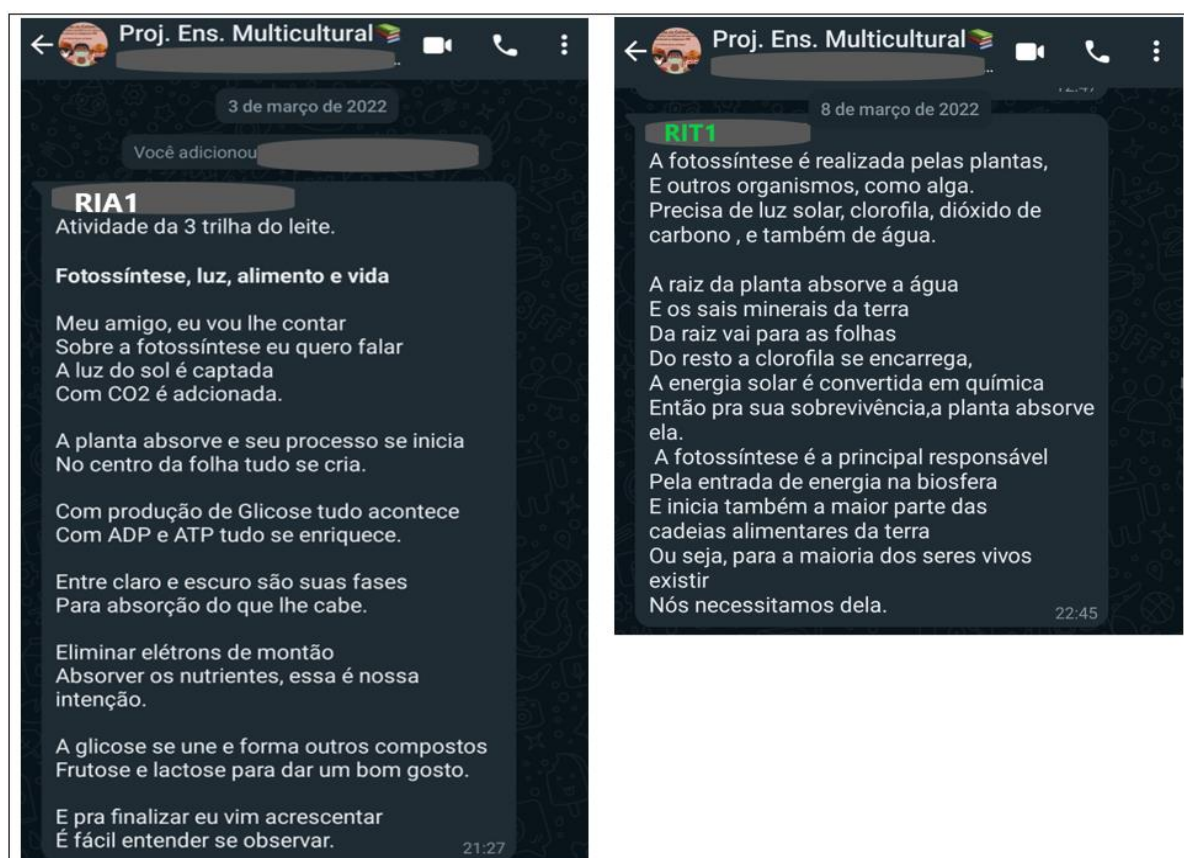 Proj. Ens. Multicultural📚
3 de março de 2022
Você adicionou
RIA1
Atividade da 3 trilha do leite.
Fotossíntese, luz, alimento e vida
Meu amigo, eu vou lhe contar
Sobre a fotossíntese eu quero falar
A luz do sol é captada
Com CO2 é adcionada.
A planta absorve e seu processo se inicia
No centro da folha tudo se cria.
Com produção de Glicose tudo acontece
Com ADP e ATP tudo se enriquece.
Entre claro e escuro são suas fases
Para absorção do que lhe cabe.
Eliminar elétrons de montão
Absorver os nutrientes, essa é nossa
intenção.
A glicose se une e forma outros compostos
Frutose e lactose para dar um bom gosto.
E pra finalizar eu vim acrescentar
É fácil entender se observar.
21:27
Proj. Ens. Multicultural📚
8 de março de 2022
RIT1
A fotossíntese é realizada pelas plantas,
E outros organismos, como alga.
Precisa de luz solar, clorofila, dióxido de
carbono , e também de água.
A raiz da planta absorve a água
E os sais minerais da terra
Da raiz vai para as folhas
Do resto a clorofila se encarrega,
A energia solar é convertida em química
Então pra sua sobrevivência,a planta absorve
ela.
A fotossíntese é a principal responsável
Pela entrada de energia na biosfera
E inicia também a maior parte das
cadeias alimentares da terra
Ou seja, para a maioria dos seres vivos
existir
Nós necessitamos dela.
22:45